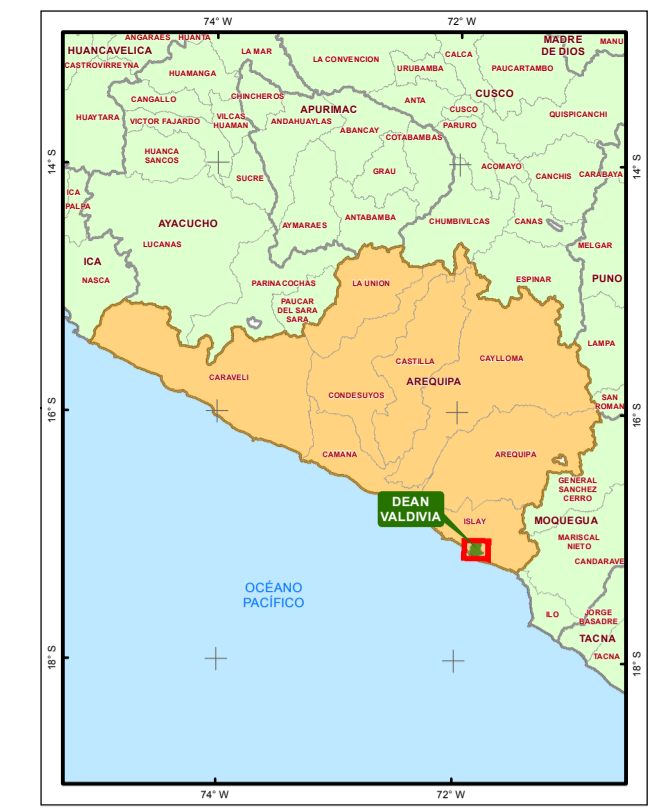 74° W
72° W
ANGARAES
HUANTA
HUANCAVELICA
CASTROVIRREYNA
LA MAR
HUAMANGA
LA CONVENCION
CALCA
URUBAMBA
PAUCARTAMBO
MADRE
DE DIOS
MANU
CUSCO
CANGALLO
CHINCHEROS
APURIMAC
ANTA
CUSCO
HUAYTARA
VICTOR FAJARDO
VILCAS
HUAMAN
ANDAHUAYLAS
ABANCAY
COTABAMBAS
PARURO
QUISPICANCHI
14° S
HUANCA
SANCOS
GRAU
ACOMAYO
CANCHIS
CARABAYA
14° S
ICA
PALPA
SUCRE
AYACUCHO
LUCANAS
AYMARAES
ANTABAMBA
CHUMBIVILCAS
CANAS
MELGAR
ICA
NASCA
PARINACOCHAS
PAUCAR
DEL SARA
SARA
LA UNION
ESPINAR
PUNO
LAMPA
CASTILLA
CAYLLOMA
CARAVELI
AREQUIPA
CONDESUYOS
SAN
ROMAN
16° S
16° S
CAMANA
AREQUIPA
GENERAL
SANCHEZ
CERRO
DEAN
VALDIVIA
ISLAY
MOQUEGUA
MARISCAL
NIETO
CANDARAVE
OCÉANO
PACÍFICO
ILO
JORGE
BASADRE
TACNA
TACNA
18° S
18° S
74° W
72° W